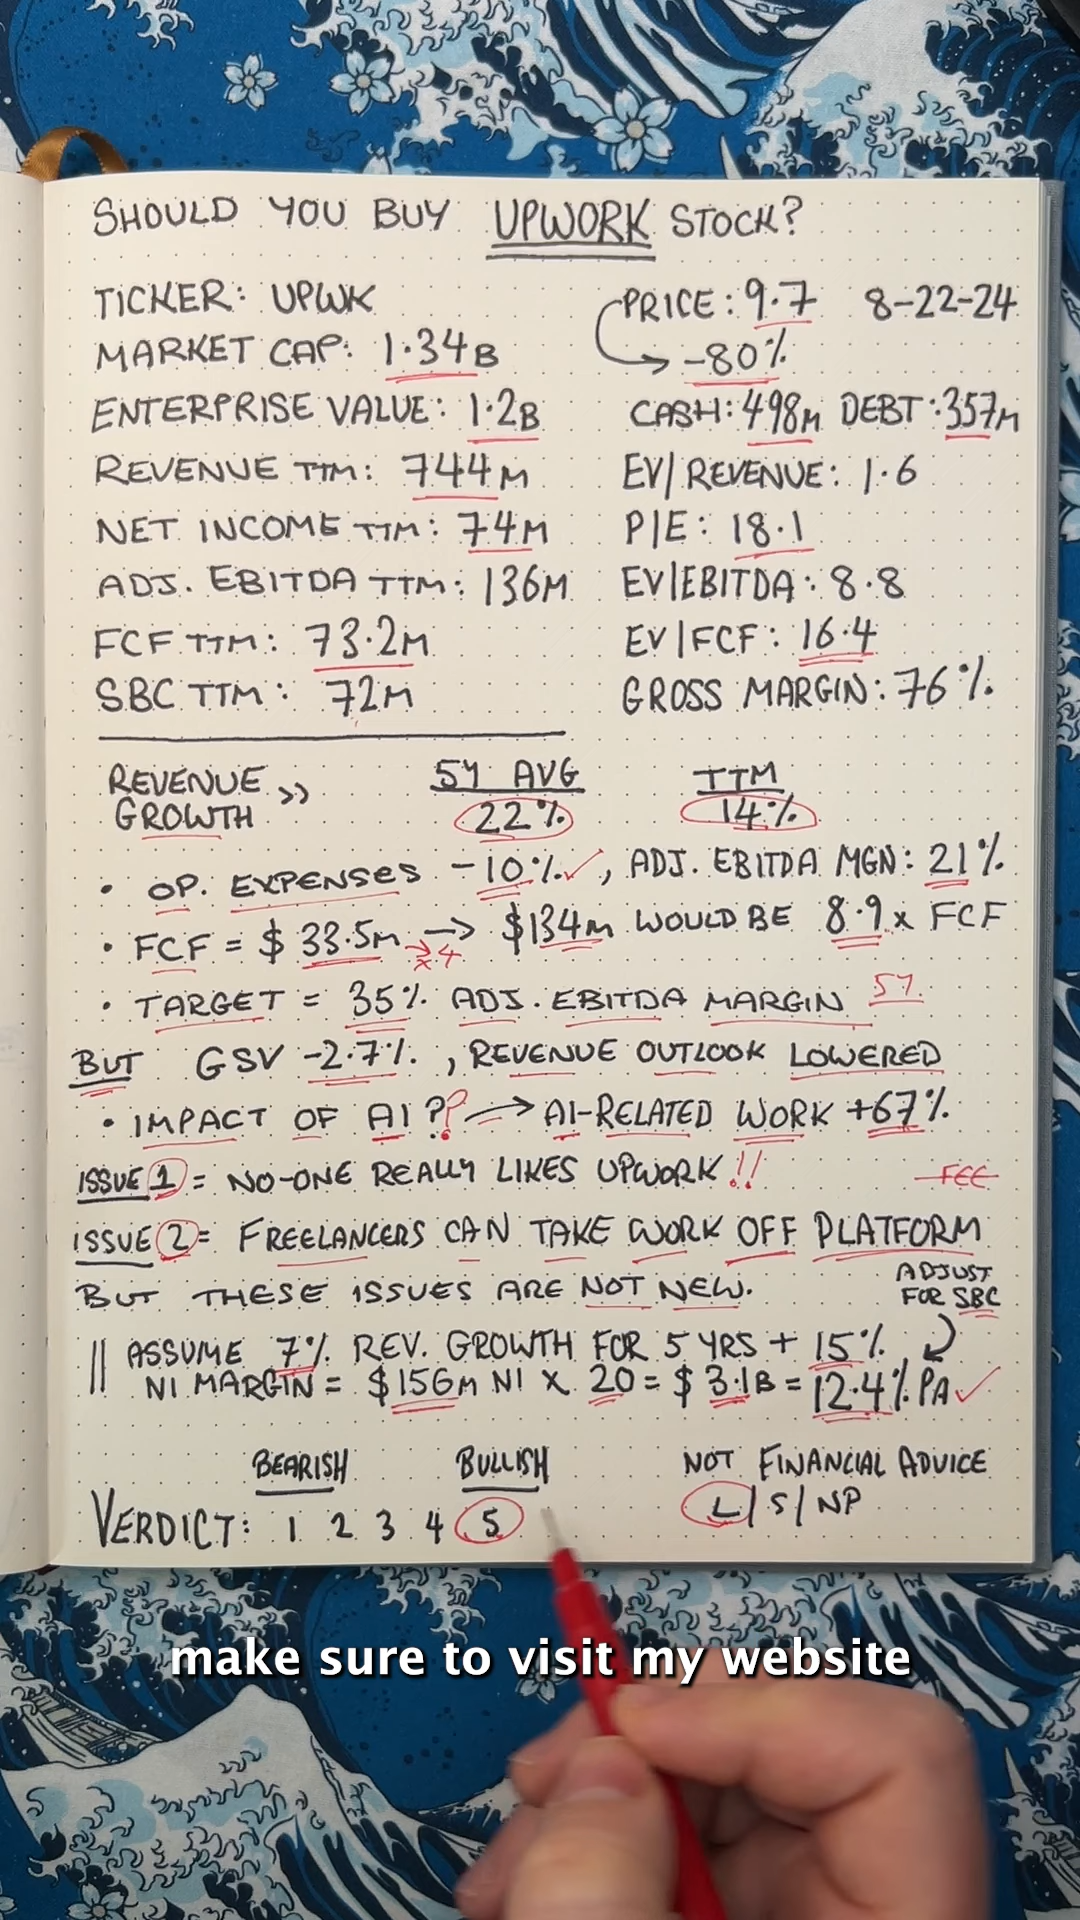 SHOULD YOU BUY UPWORK STOCK?
TICKER: UPWK
PRICE: 9.7 8-22-24
MARKET CAP: 1.34B
-80%
ENTERPRISE VALUE: 1.2B
CASH: 498M DEBT: 357M
REVENUE TTM: 744M
EV/REVENUE: 1.6
NET INCOME TTM: 74M
P/E: 18.1
ADJ. EBITDA TTM: 136M
EV/EBITDA: 8.8
FCF TTM: 73.2M
EV/FCF: 16.4
SBC TTM: 72M
GROSS MARGIN: 76%
REVENUE GROWTH >> 5Y AVG TTM
22% 14%
• OP. EXPENSES -10% ✓, ADJ. EBITDA MGN: 21%
• FCF = $33.5M → $134M WOULD BE 8.9x FCF
x4
• TARGET = 35% ADJ. EBITDA MARGIN 5Y
BUT GSV -2.7%, REVENUE OUTLOOK LOWERED
• IMPACT OF AI?? → AI-RELATED WORK +67%
ISSUE 1 = NO-ONE REALLY LIKES UPWORK!!
FEE
ISSUE 2 = FREELANCERS CAN TAKE WORK OFF PLATFORM
BUT THESE ISSUES ARE NOT NEW.
ADJUST
FOR SBC
|| ASSUME 7% REV. GROWTH FOR 5 YRS + 15%
NI MARGIN = $156M NI x 20 = $3.1B = 12.4% PA ✓
BEARISH BULLISH
NOT FINANCIAL ADVICE
VERDICT: 1 2 3 4 5
L/S/NP
make sure to visit my website